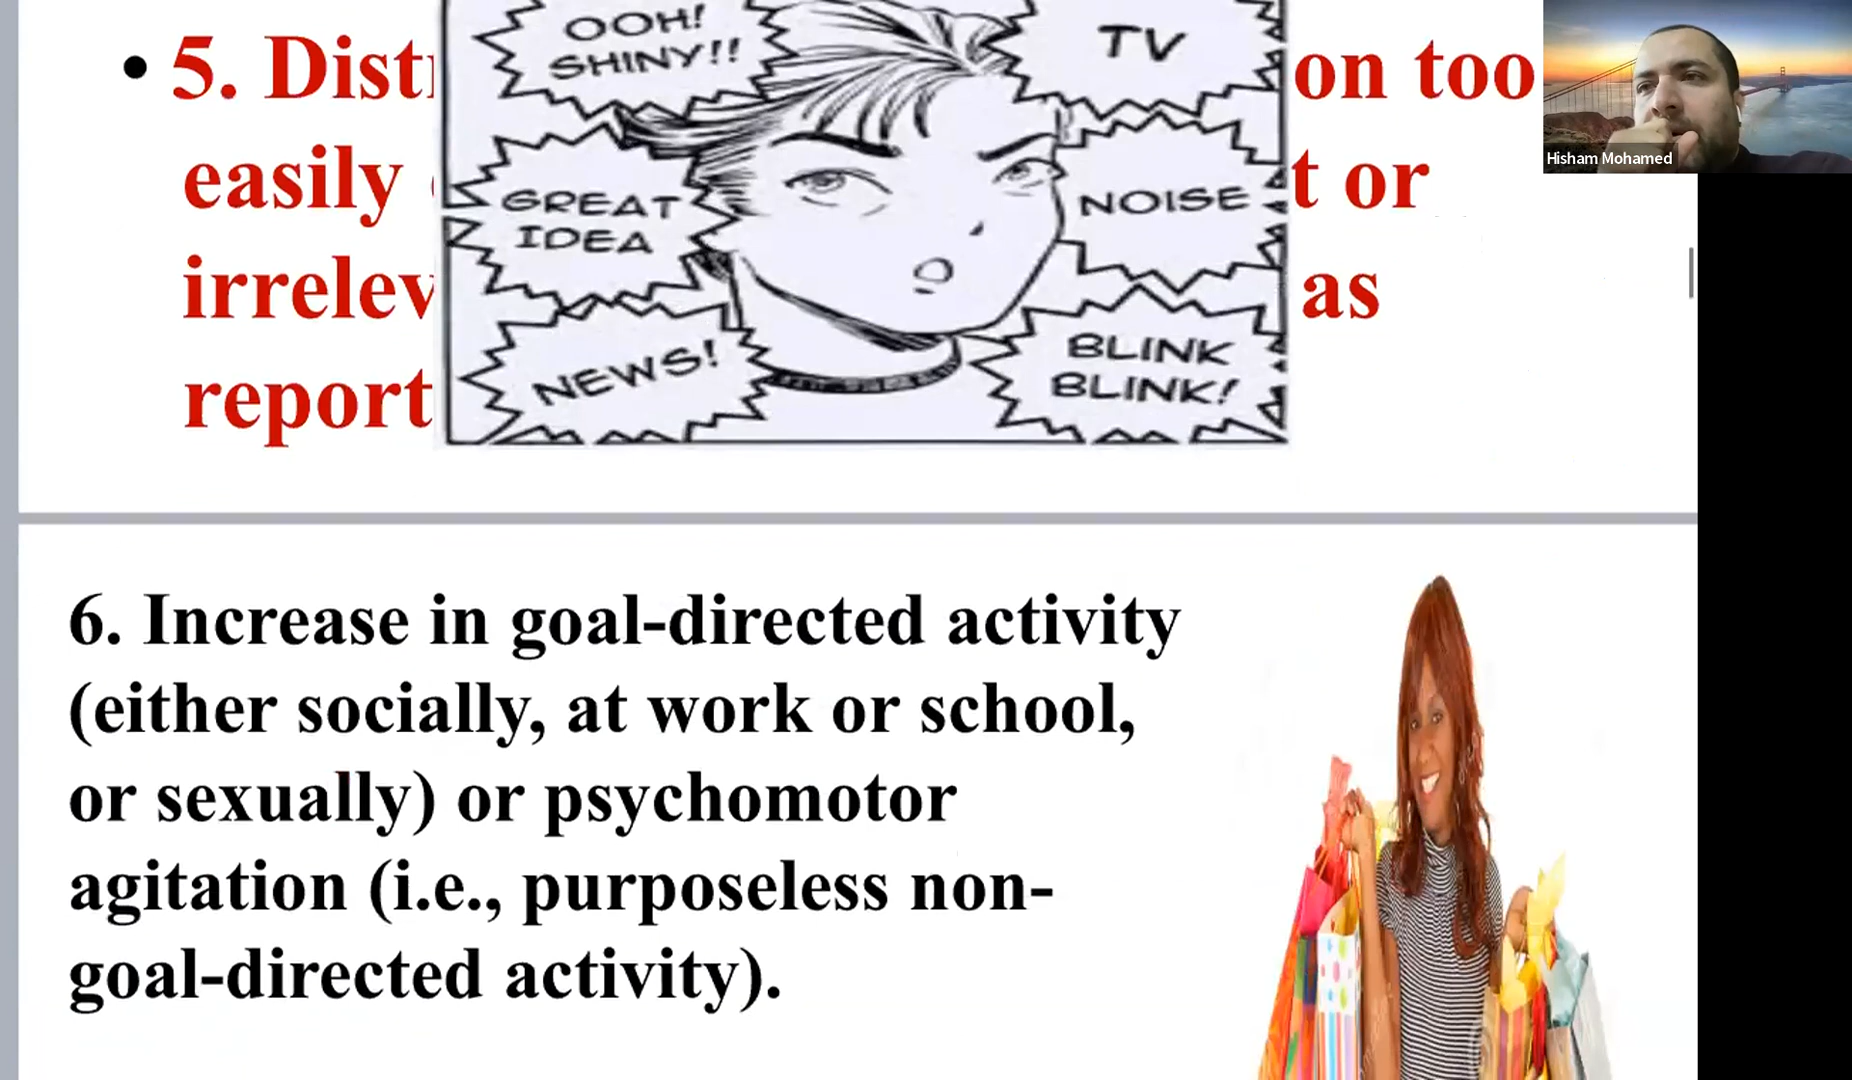 • 5. Dist on too
easily t or
irrelev as
report
OOH!
SHINY!!
TV
GREAT
IDEA
NOISE
NEWS!
BLINK
BLINK!
Hisham Mohamed
6. Increase in goal-directed activity
(either socially, at work or school,
or sexually) or psychomotor
agitation (i.e., purposeless non-
goal-directed activity).